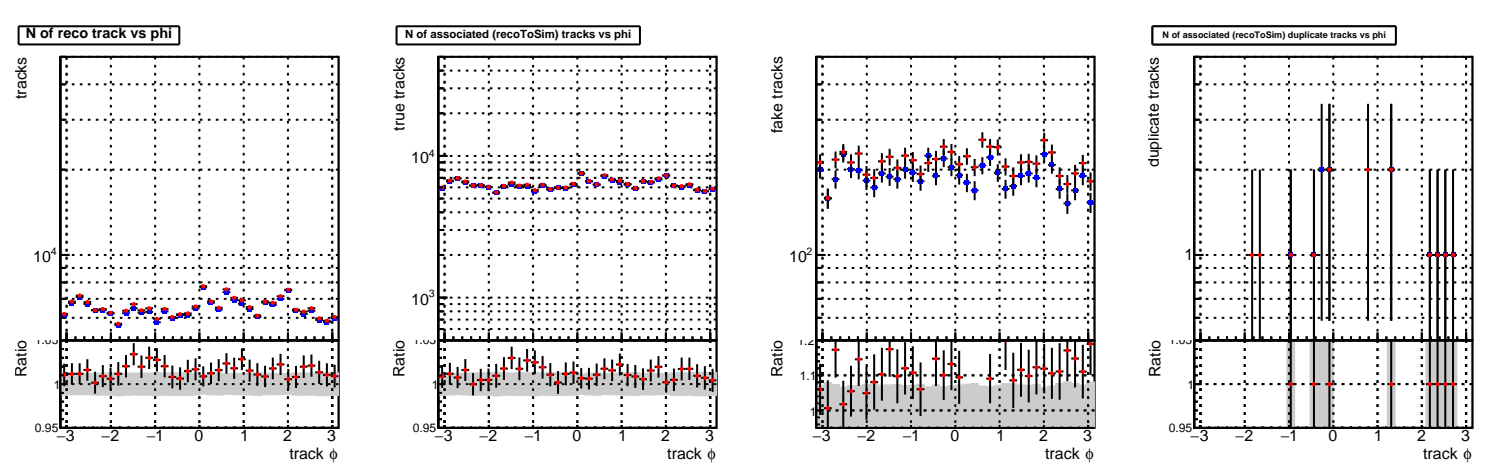 N of reco track vs phi
tracks
10^4
Ratio
1
0.95
−3 −2 −1 0 1 2 3
track ϕ
N of associated (recoToSim) tracks vs phi
true tracks
10^4
10^3
Ratio
1
0.95
−3 −2 −1 0 1 2 3
track ϕ
fake tracks
10^2
Ratio
1.2
1.1
1
−3 −2 −1 0 1 2 3
track ϕ
N of associated (recoToSim) duplicate tracks vs phi
duplicate tracks
1
Ratio
1
0.95
−3 −2 −1 0 1 2 3
track ϕ